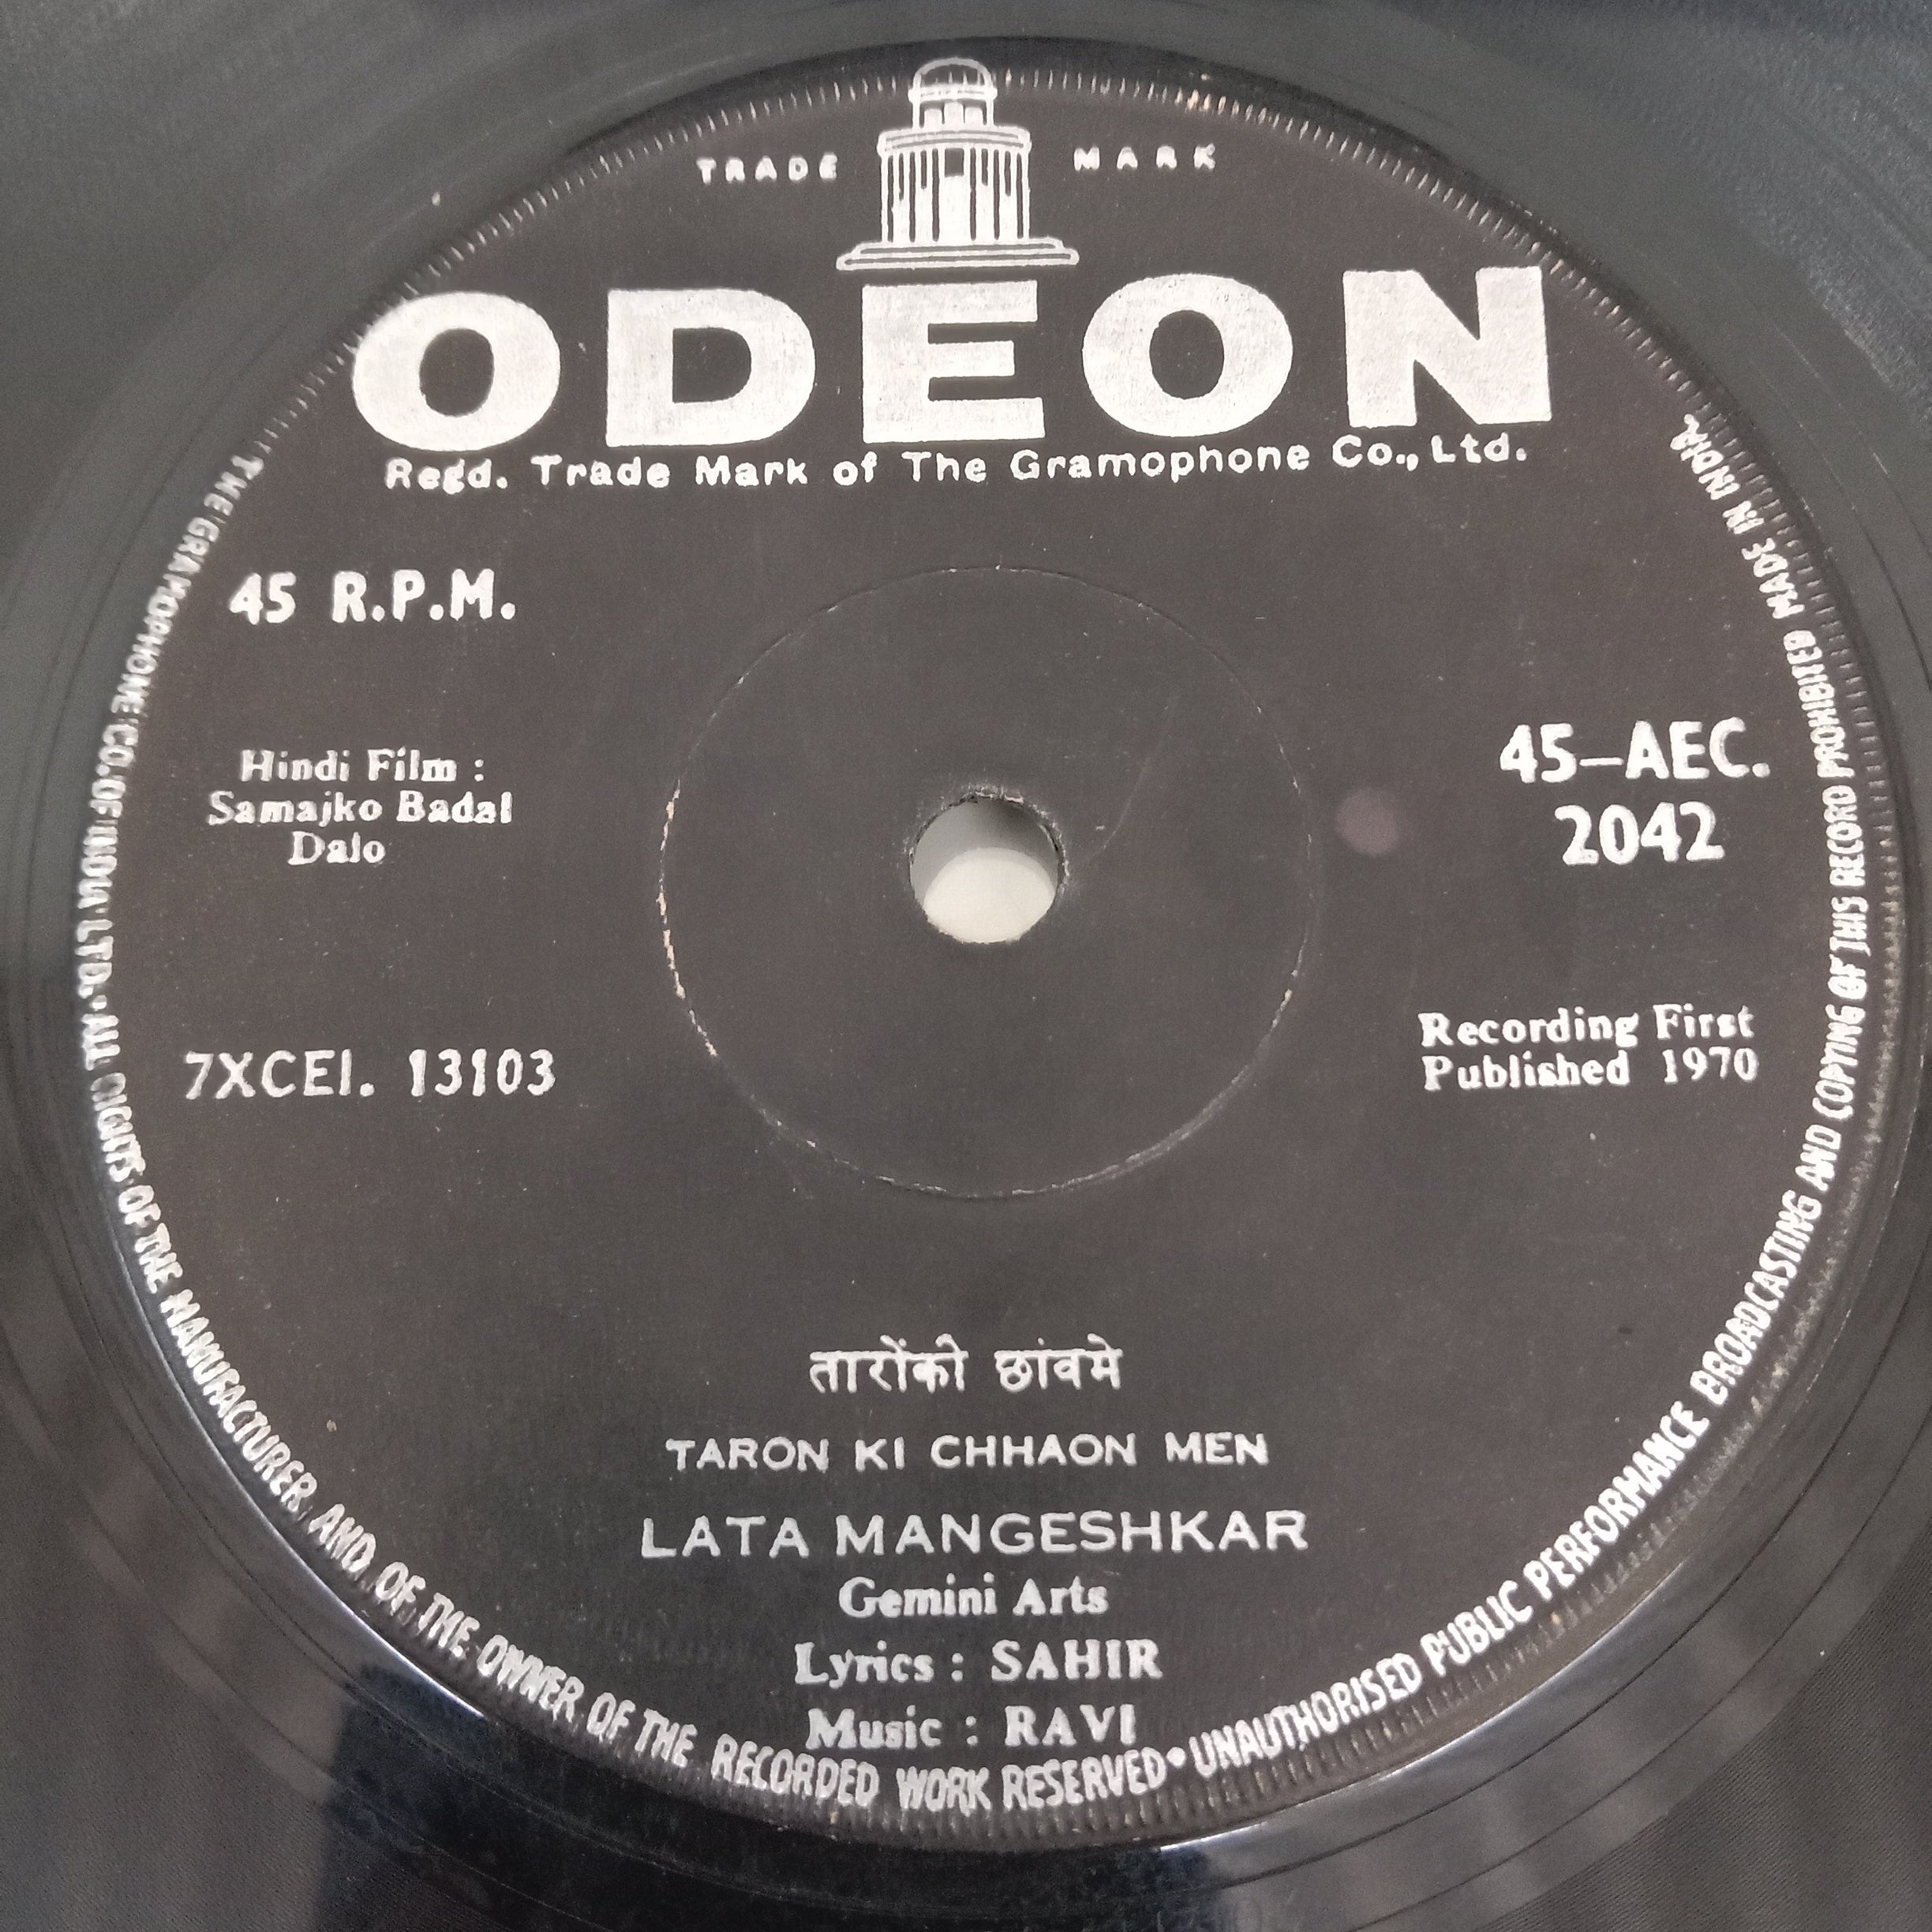 TRADE MARK
ODEON
Regd. Trade Mark of The Gramophone Co., Ltd.
45 R.P.M.
Hindi Film :
Samajko Badal
Dalo
45–AEC.
2042
7XCEI. 13103
Recording First
Published 1970
तारोंकी छांवमे
TARON KI CHHAON MEN
LATA MANGESHKAR
Gemini Arts
Lyrics : SAHIR
Music : RAVI
THE GRAMOPHONE CO. OF INDIA LTD. ALL RIGHTS OF THE MANUFACTURER AND OF THE OWNER OF THE RECORDED WORK RESERVED • UNAUTHORISED PUBLIC PERFORMANCE BROADCASTING AND COPYING OF THIS RECORD PROHIBITED MADE IN INDIA.